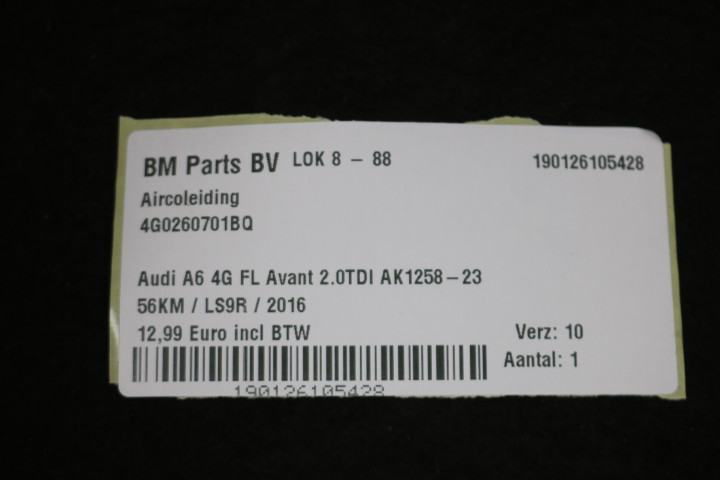 BM Parts BV LOK 8 - 88 190126105428
Aircoleiding
4G0260701BQ
Audi A6 4G FL Avant 2.0TDI AK1258-23
56KM / LS9R / 2016
12,99 Euro incl BTW Verz: 10
Aantal: 1
190126105428